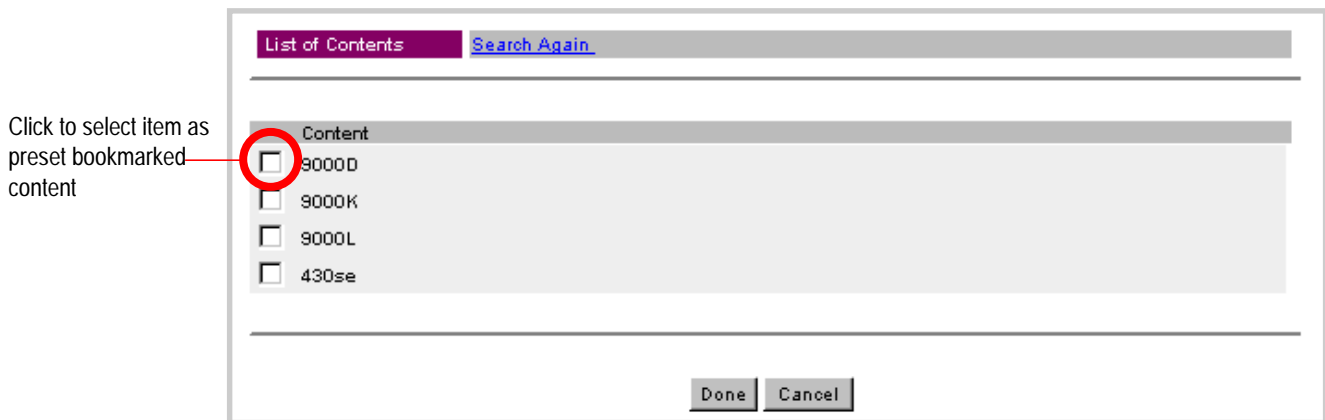 List of Contents Search Again
Click to select item as
preset bookmarked
content
Content
9000D
9000K
9000L
430se
Done Cancel